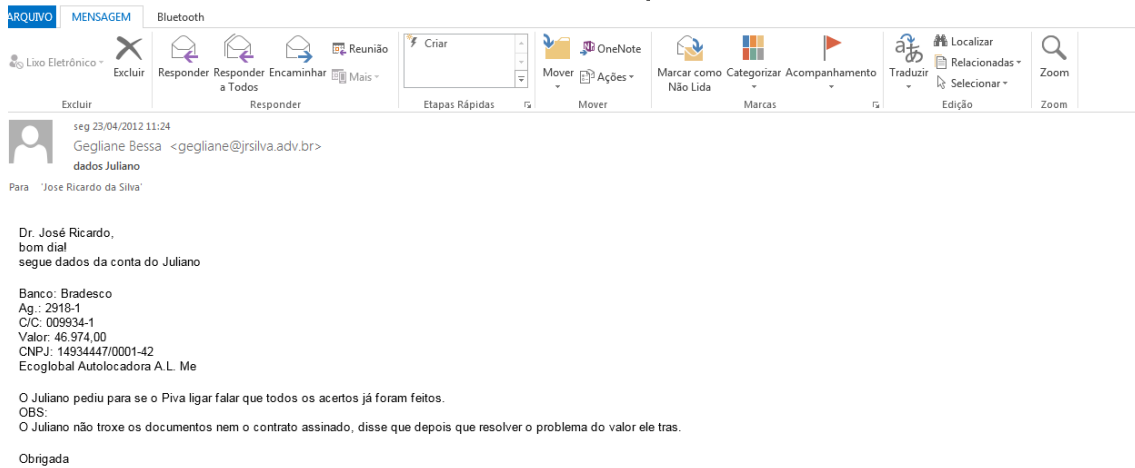 ARQUIVO MENSAGEM Bluetooth
Lixo Eletrônico
Excluir
Responder
Responder a Todos
Encaminhar
Reunião
Mais
Criar
Mover
OneNote
Ações
Marcar como Não Lida
Categorizar
Acompanhamento
Traduzir
Localizar
Relacionadas
Selecionar
Zoom
Excluir Responder Etapas Rápidas Mover Marcas Edição Zoom
seg 23/04/2012 11:24
Gegliane Bessa <gegliane@jrsilva.adv.br>
dados Juliano
Para 'Jose Ricardo da Silva'
Dr. José Ricardo,
bom dia!
segue dados da conta do Juliano
Banco: Bradesco
Ag.: 2918-1
C/C: 009934-1
Valor: 46.974,00
CNPJ: 14934447/0001-42
Ecoglobal Autolocadora A.L. Me
O Juliano pediu para se o Piva ligar falar que todos os acertos já foram feitos.
OBS:
O Juliano não troxe os documentos nem o contrato assinado, disse que depois que resolver o problema do valor ele tras.
Obrigada